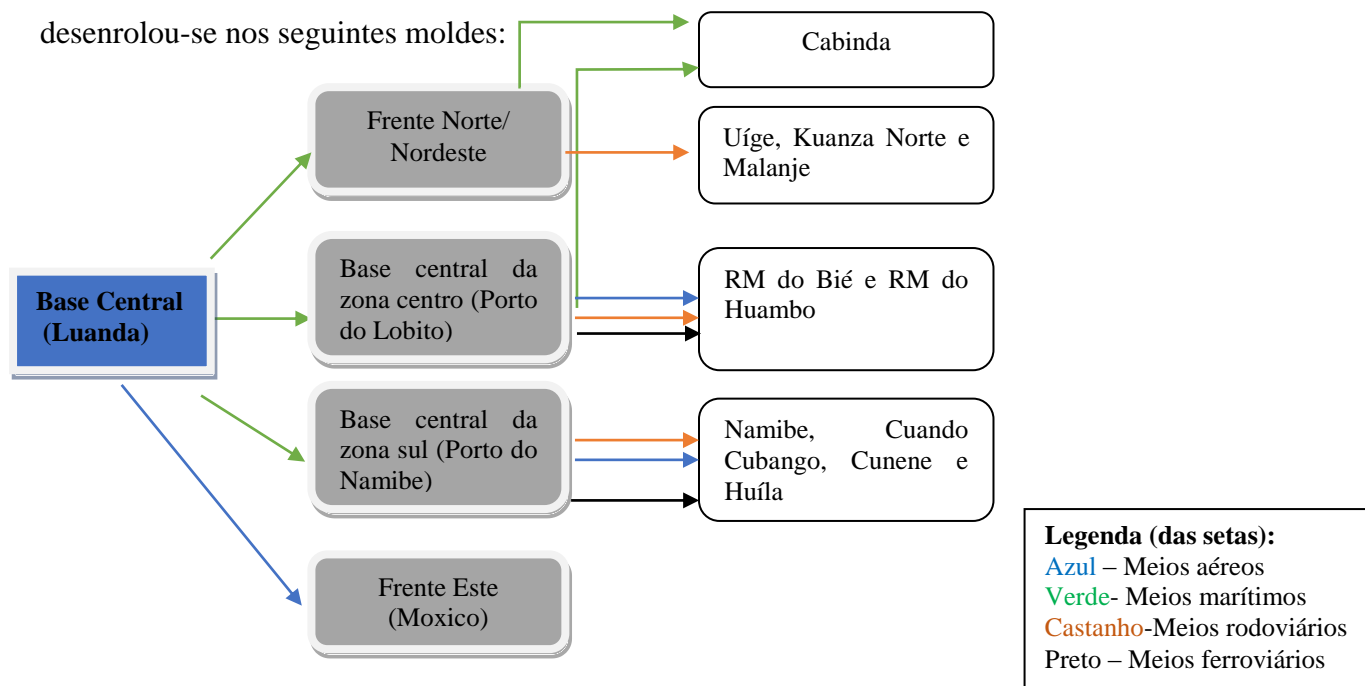 desenrolou-se nos seguintes moldes:
Cabinda
Frente Norte/
Nordeste
Uíge, Kuanza Norte e
Malanje
Base Central
(Luanda)
Base central da
zona centro (Porto
do Lobito)
RM do Bié e RM do
Huambo
Base central da
zona sul (Porto do
Namibe)
Namibe, Cuando
Cubango, Cunene e
Huíla
Frente Este
(Moxico)
Legenda (das setas):
Azul – Meios aéreos
Verde- Meios marítimos
Castanho-Meios rodoviários
Preto – Meios ferroviários